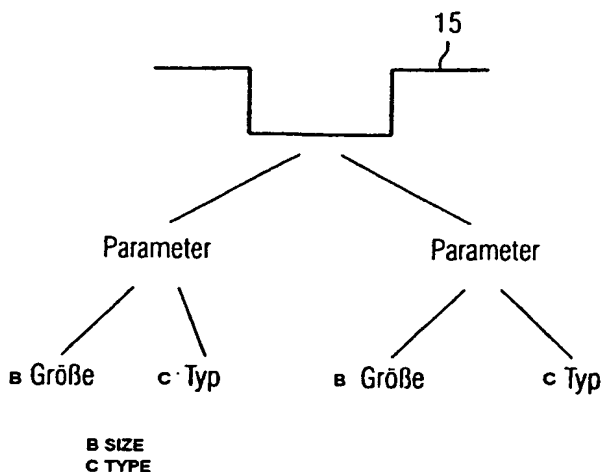 15
Parameter Parameter
B Größe C Typ B Größe C Typ
B SIZE
C TYPE